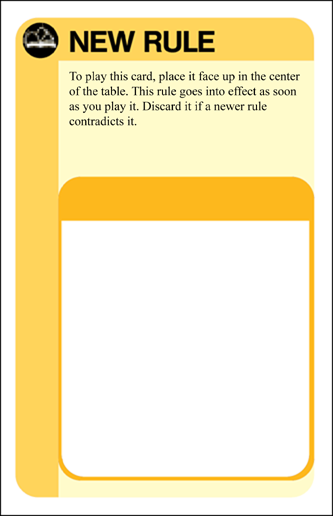 NEW RULE
To play this card, place it face up in the center
of the table. This rule goes into effect as soon
as you play it. Discard it if a newer rule
contradicts it.